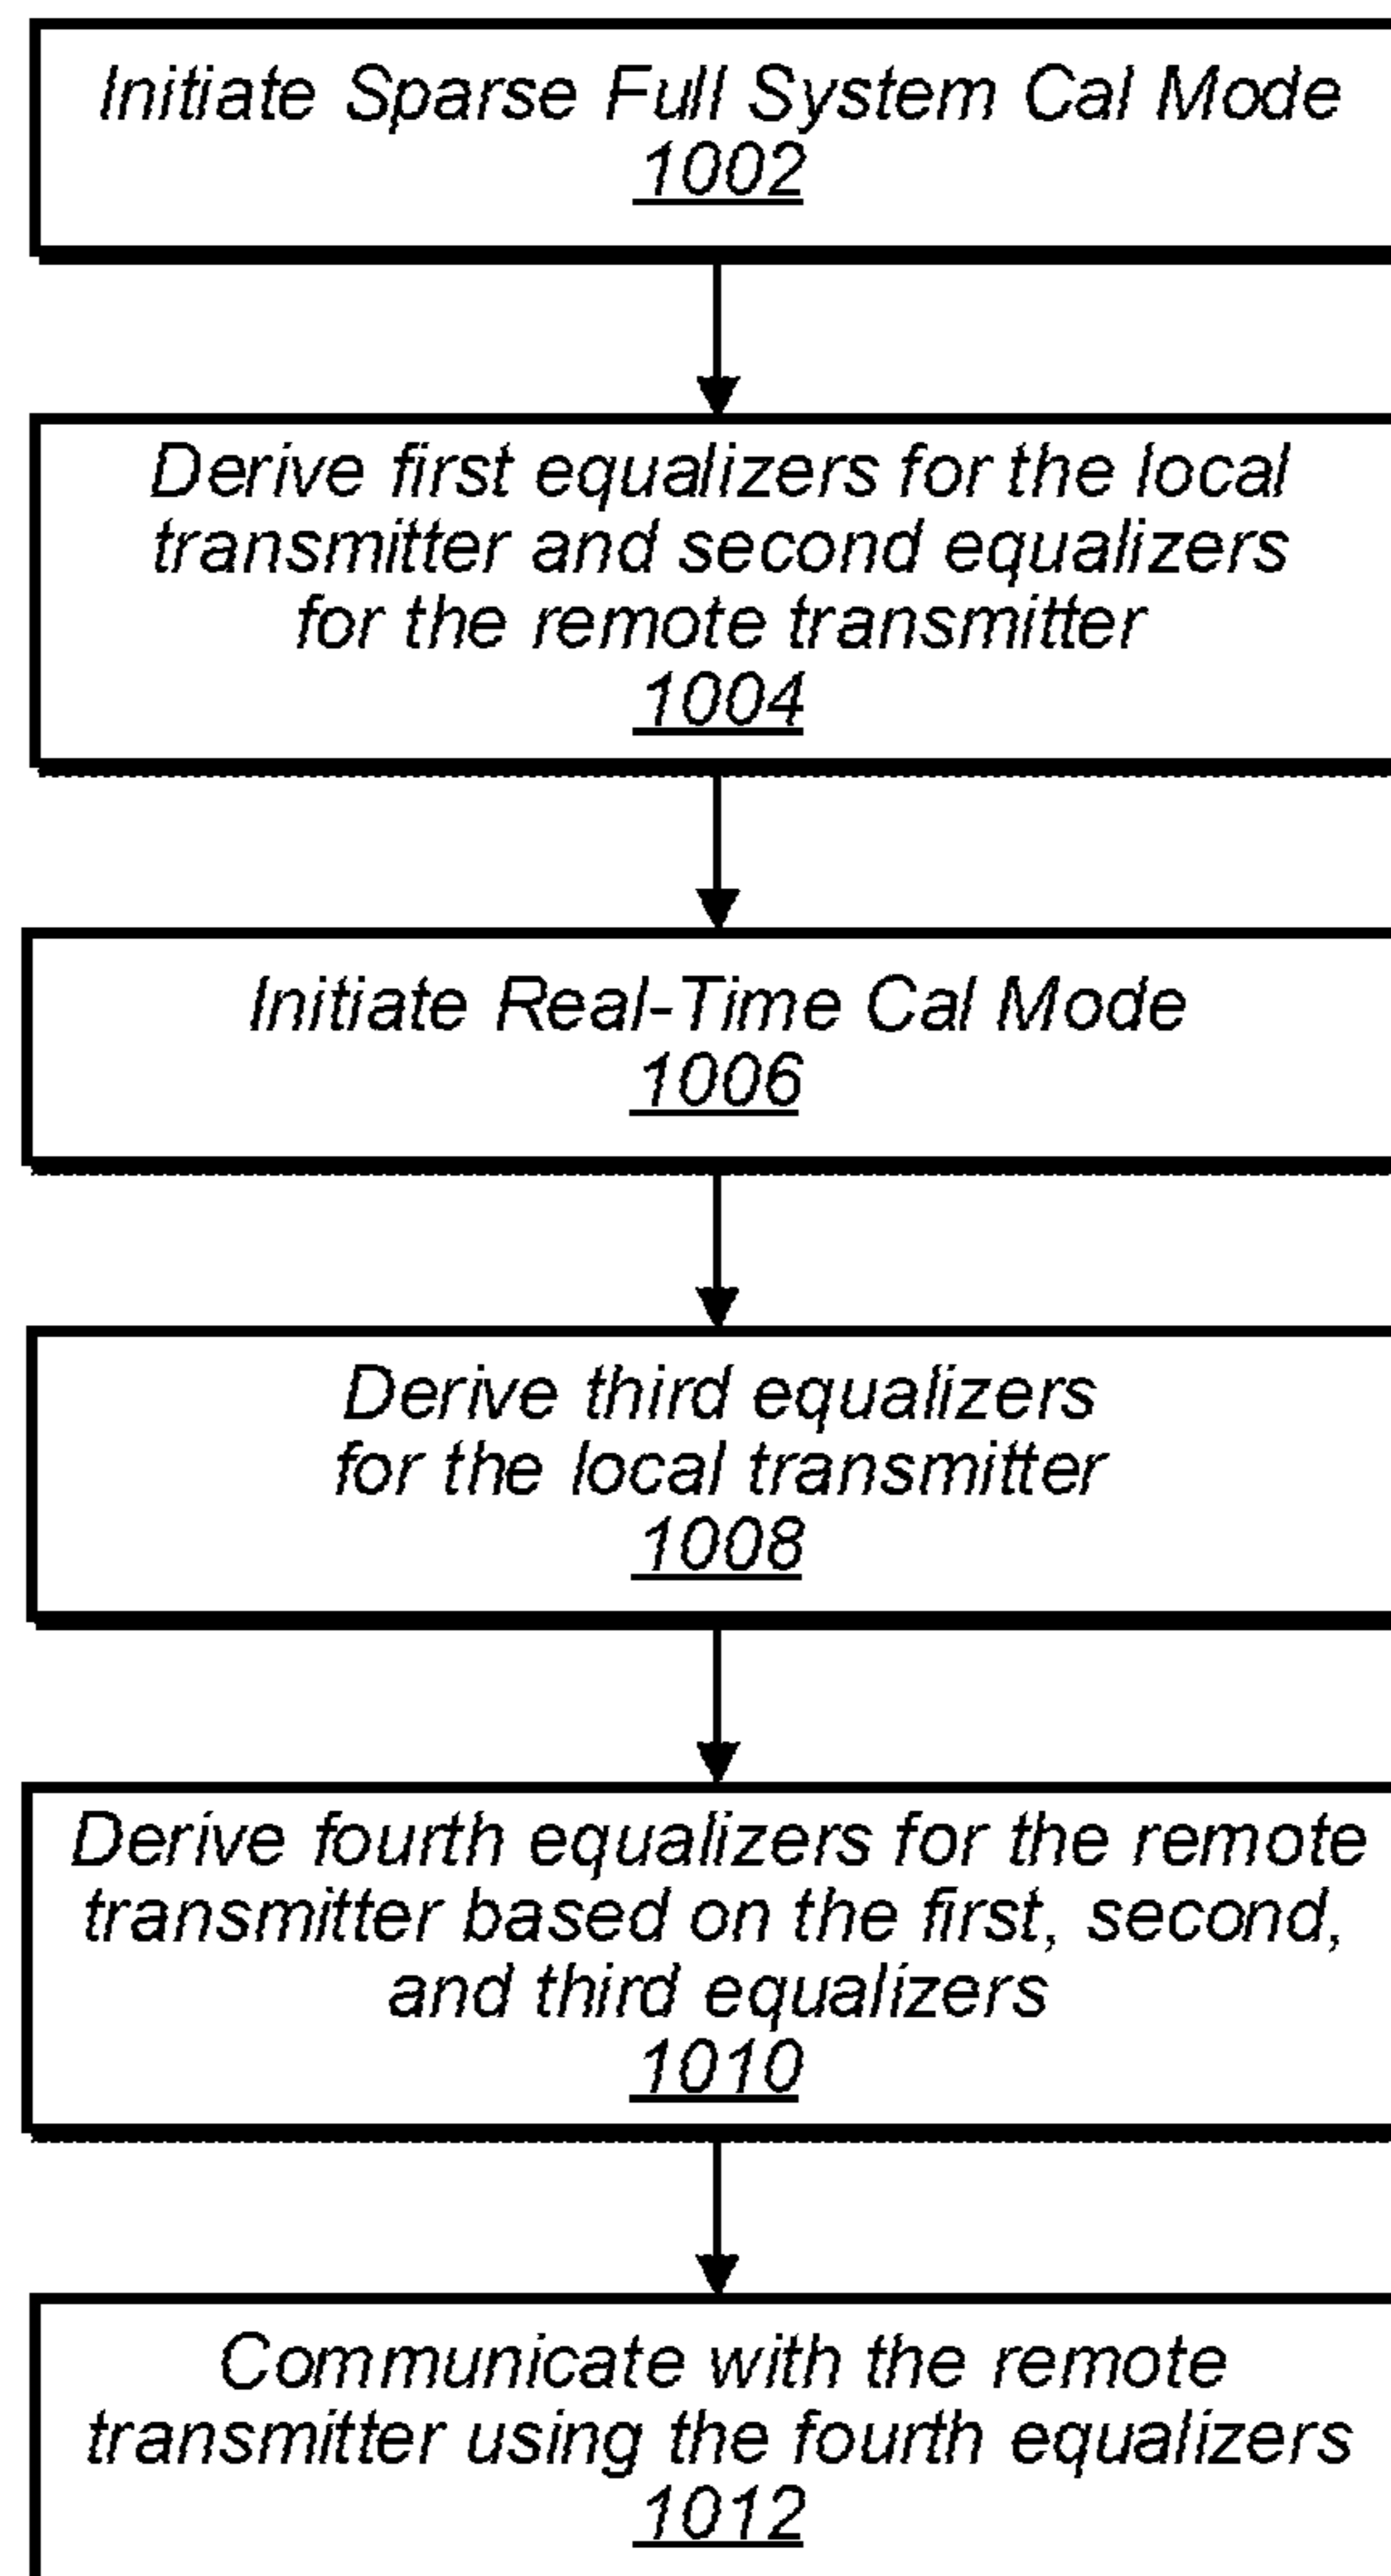 Initiate Sparse Full System Cal Mode
1002
Derive first equalizers for the local
transmitter and second equalizers
for the remote transmitter
1004
Initiate Real-Time Cal Mode
1006
Derive third equalizers
for the local transmitter
1008
Derive fourth equalizers for the remote
transmitter based on the first, second,
and third equalizers
1010
Communicate with the remote
transmitter using the fourth equalizers
1012